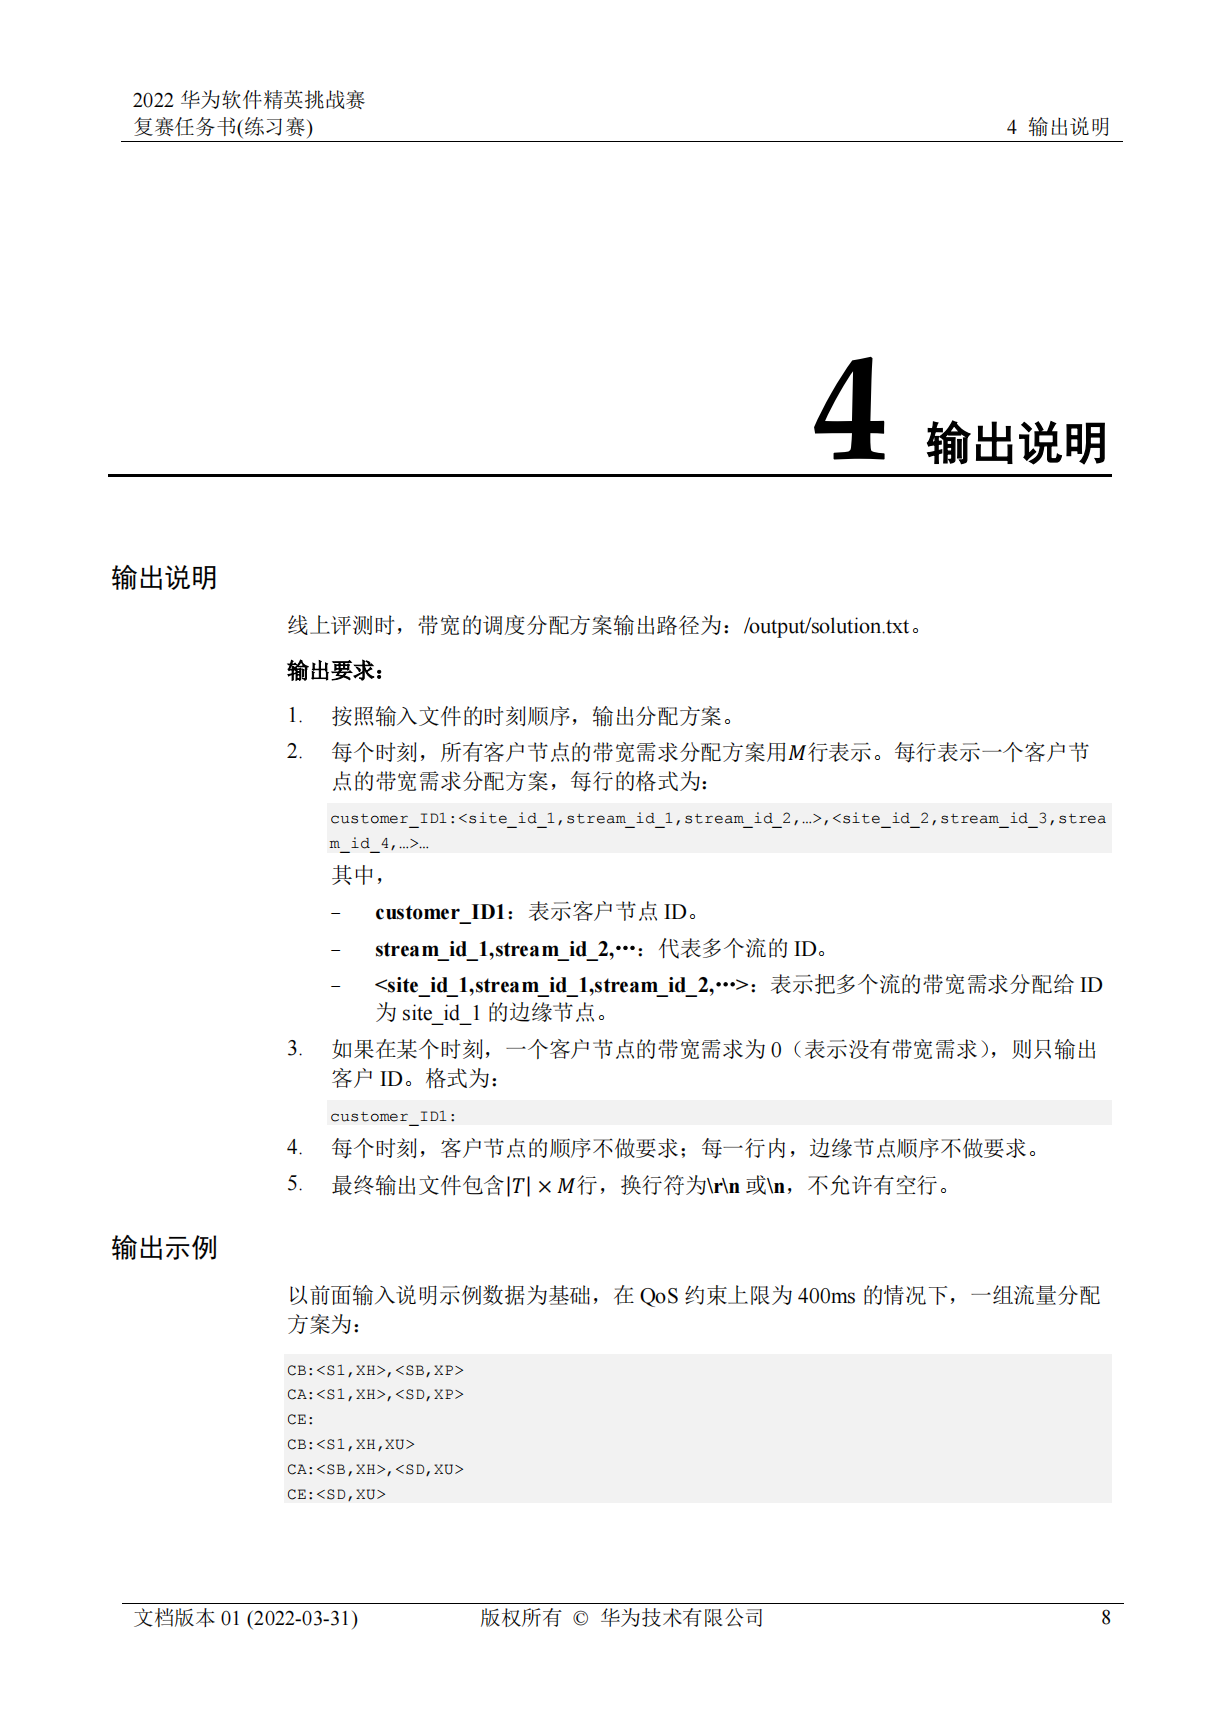 2022 华为软件精英挑战赛
复赛任务书(练习赛)
4 输出说明
4 输出说明
输出说明
线上评测时，带宽的调度分配方案输出路径为：/output/solution.txt。
输出要求：
1. 按照输入文件的时刻顺序，输出分配方案。
2. 每个时刻，所有客户节点的带宽需求分配方案用M行表示。每行表示一个客户节
点的带宽需求分配方案，每行的格式为：
customer_ID1:<site_id_1,stream_id_1,stream_id_2,…>,<site_id_2,stream_id_3,strea
m_id_4,…>…
其中，
– customer_ID1：表示客户节点 ID。
– stream_id_1,stream_id_2,···：代表多个流的 ID。
– <site_id_1,stream_id_1,stream_id_2,···>：表示把多个流的带宽需求分配给 ID
为 site_id_1 的边缘节点。
3. 如果在某个时刻，一个客户节点的带宽需求为 0（表示没有带宽需求），则只输出
客户 ID。格式为：
customer_ID1:
4. 每个时刻，客户节点的顺序不做要求；每一行内，边缘节点顺序不做要求。
5. 最终输出文件包含|T| × M行，换行符为\r\n 或\n，不允许有空行。
输出示例
以前面输入说明示例数据为基础，在 QoS 约束上限为 400ms 的情况下，一组流量分配
方案为：
CB:<S1,XH>,<SB,XP>
CA:<S1,XH>,<SD,XP>
CE:
CB:<S1,XH,XU>
CA:<SB,XH>,<SD,XU>
CE:<SD,XU>
文档版本 01 (2022-03-31)
版权所有 © 华为技术有限公司
8